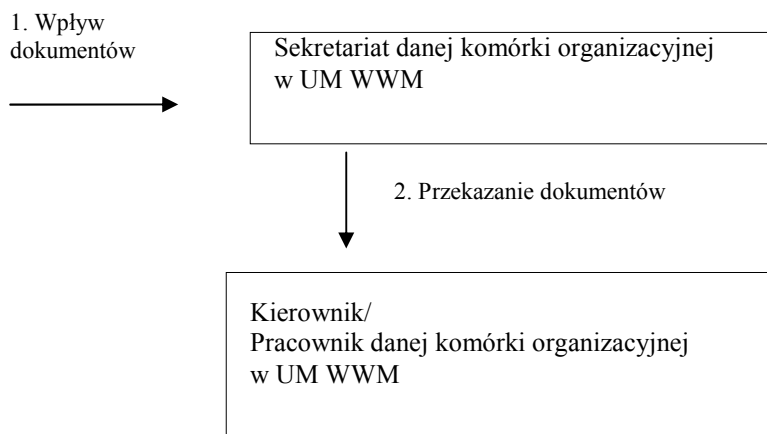 1. Wpływ
dokumentów
Sekretariat danej komórki organizacyjnej
w UM WWM
2. Przekazanie dokumentów
Kierownik/
Pracownik danej komórki organizacyjnej
w UM WWM